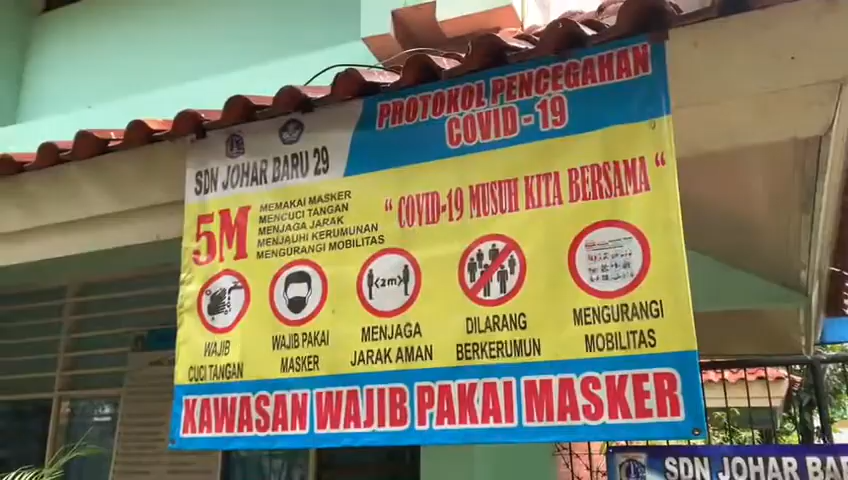 PROTOKOL PENCEGAHAN
COVID - 19
SDN JOHAR BARU 29
5M
MEMAKAI MASKER
MENCUCI TANGAN
MENJAGA JARAK
MENJAUHI KERUMUNAN
MENGURANGI MOBILITAS
" COVID-19 MUSUH KITA BERSAMA "
<2m>
WAJIB
CUCI TANGAN
WAJIB PAKAI
MASKER
MENJAGA
JARAK AMAN
DILARANG
BERKERUMUN
MENGURANGI
MOBILITAS
KAWASAN WAJIB PAKAI MASKER
SDN JOHAR BA